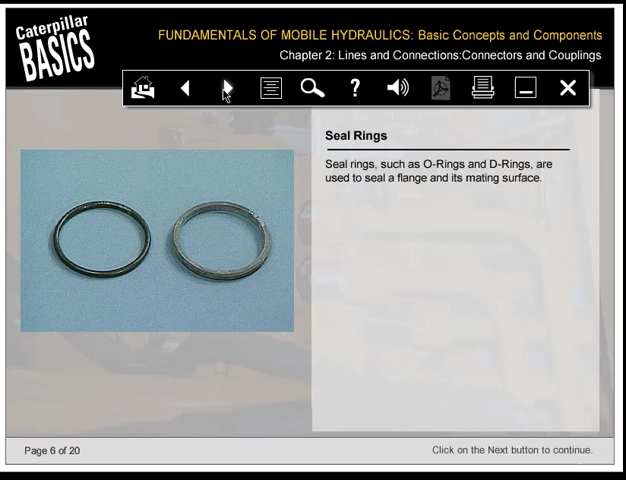 Caterpillar
BASICS
FUNDAMENTALS OF MOBILE HYDRAULICS: Basic Concepts and Components
Chapter 2: Lines and Connections:Connectors and Couplings
?
Seal Rings
Seal rings, such as O-Rings and D-Rings, are
used to seal a flange and its mating surface.
Page 6 of 20
Click on the Next button to continue.